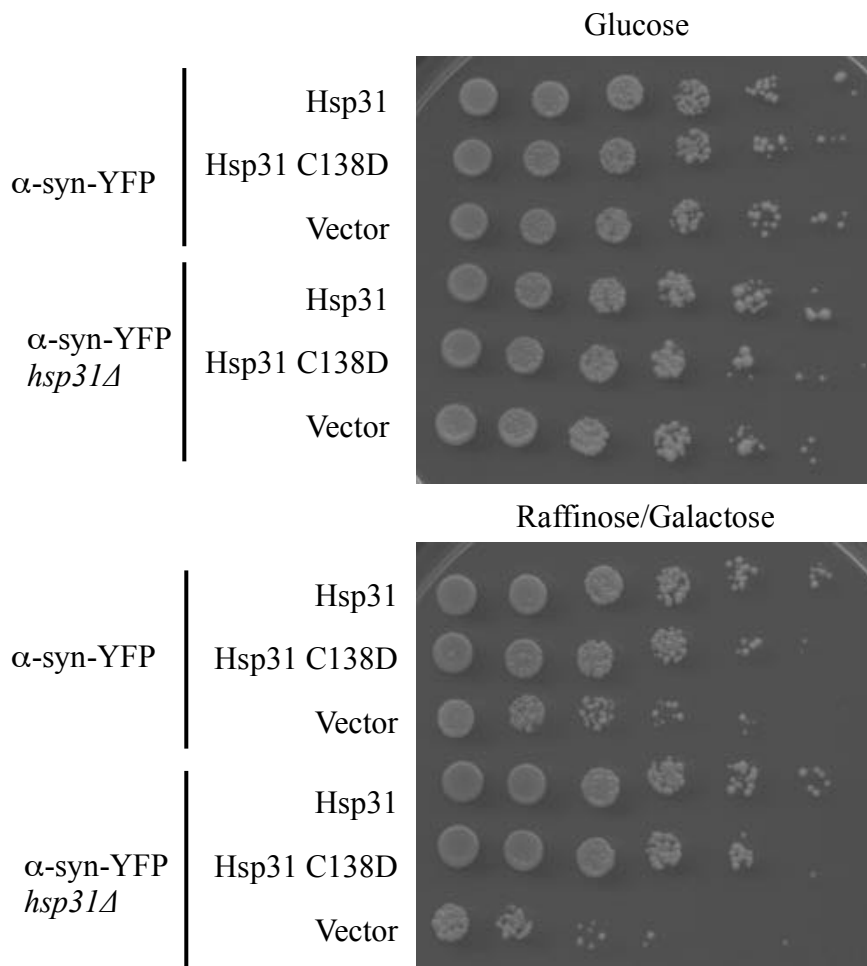 Glucose
Hsp31
Hsp31 C138D
Vector
α-syn-YFP
Hsp31
Hsp31 C138D
Vector
α-syn-YFP
hsp31Δ
Raffinose/Galactose
Hsp31
Hsp31 C138D
Vector
α-syn-YFP
Hsp31
Hsp31 C138D
Vector
α-syn-YFP
hsp31Δ